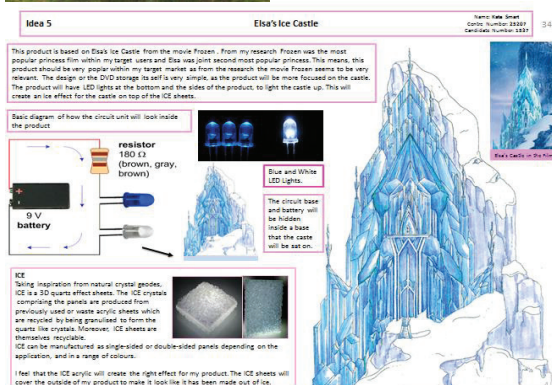 Idea 5
Elsa's Ice Castle
Name: Kate Smart
Centre Number: 25207
Candidate Number: 1837
34
This product is based on Elsa's Ice Castle from the movie Frozen . From my research Frozen was the most
popular princess film within my target users and Elsa was joint second most popular princess. This means, this
product should be very poplar within my target market as from the research the movie Frozen seems to be very
relevant. The design or the DVD storage its self is very simple, as the product will be more focused on the castle.
The product will have LED lights at the bottom and the sides of the product, to light the castle up. This will
create an ice effect for the castle on top of the ICE sheets.
Elsa's Castle in the film
Basic diagram of how the circuit unit will look inside
the product
resistor
180 Ω
(brown, gray,
brown)
9 V
battery
Blue and White
LED Lights.
The circuit base
and battery will
be hidden
inside a base
that the caste
will be sat on.
ICE
Taking inspiration from natural crystal geodes,
ICE is a 3D quartz effect sheets. The ICE crystals
comprising the panels are produced from
previously used or waste acrylic sheets which
are recycled by being granulised to form the
quartz like crystals. Moreover, ICE sheets are
themselves recyclable.
ICE can be manufactured as single-sided or double-sided panels depending on the
application, and in a range of colours.
I feel that the ICE acrylic will create the right effect for my product. The ICE sheets will
cover the outside of my product to make it look like it has been made out of ice.